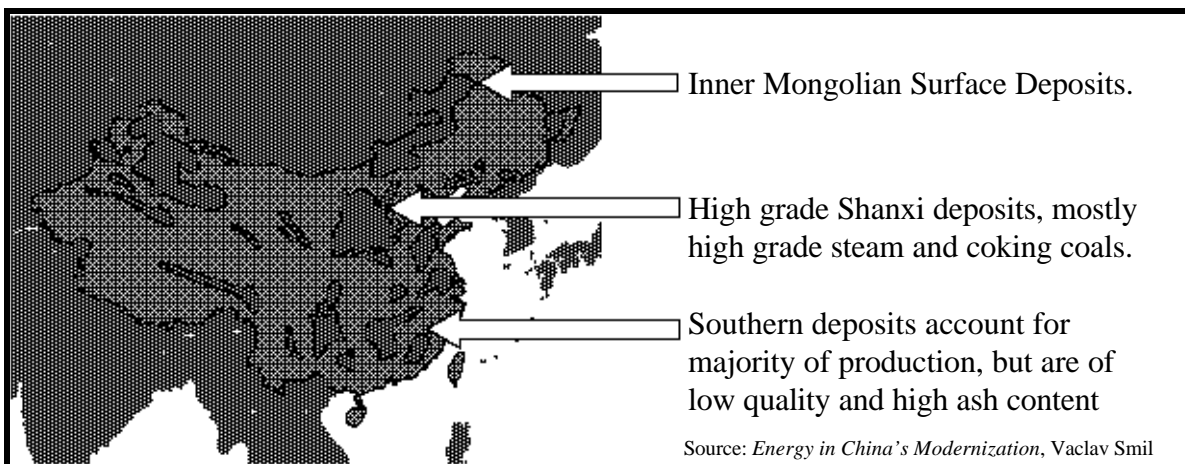 Inner Mongolian Surface Deposits.
High grade Shanxi deposits, mostly
high grade steam and coking coals.
Southern deposits account for
majority of production, but are of
low quality and high ash content
Source: Energy in China's Modernization, Vaclav Smil